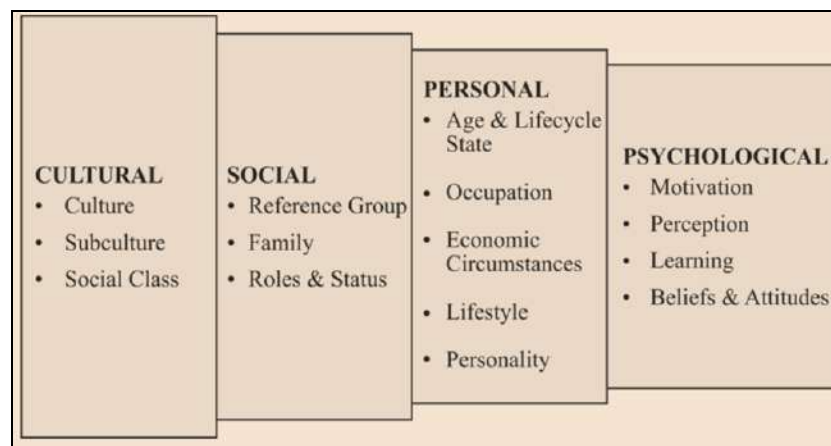 CULTURAL
• Culture
• Subculture
• Social Class
SOCIAL
• Reference Group
• Family
• Roles & Status
PERSONAL
• Age & Lifecycle
State
• Occupation
• Economic
Circumstances
• Lifestyle
• Personality
PSYCHOLOGICAL
• Motivation
• Perception
• Learning
• Beliefs & Attitudes